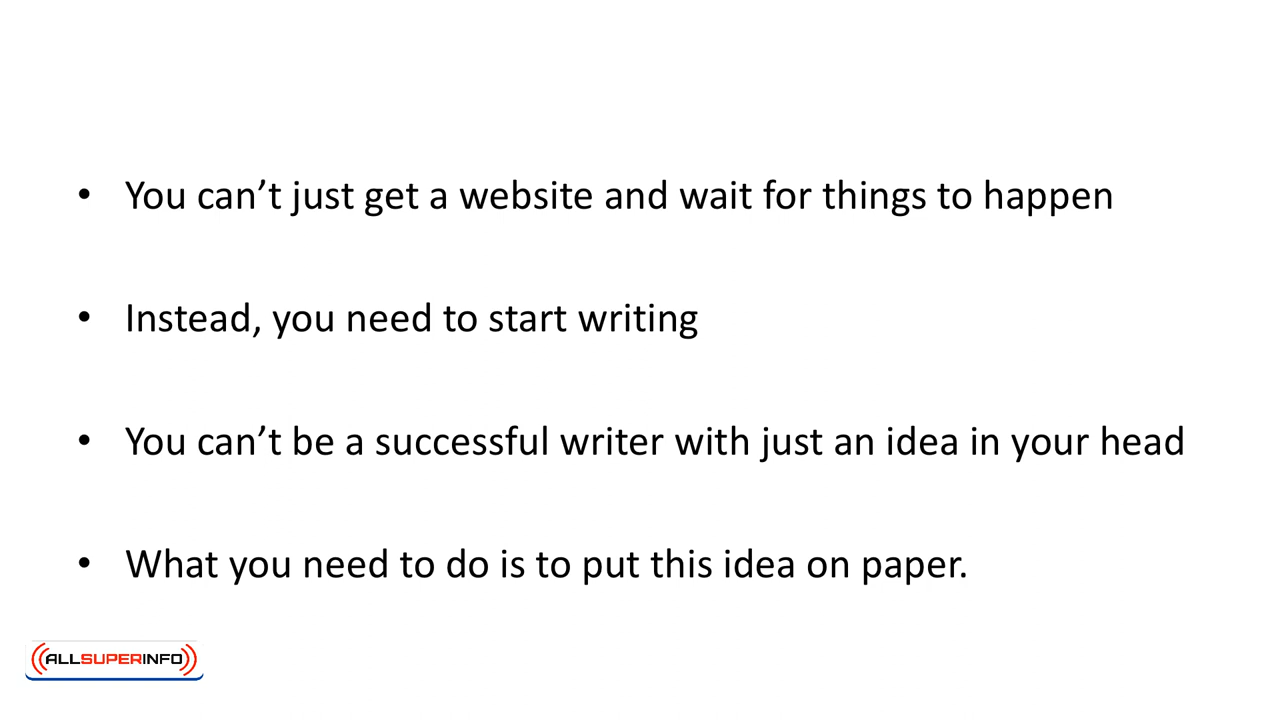 • You can’t just get a website and wait for things to happen
• Instead, you need to start writing
• You can’t be a successful writer with just an idea in your head
• What you need to do is to put this idea on paper.
ALLSUPERINFO